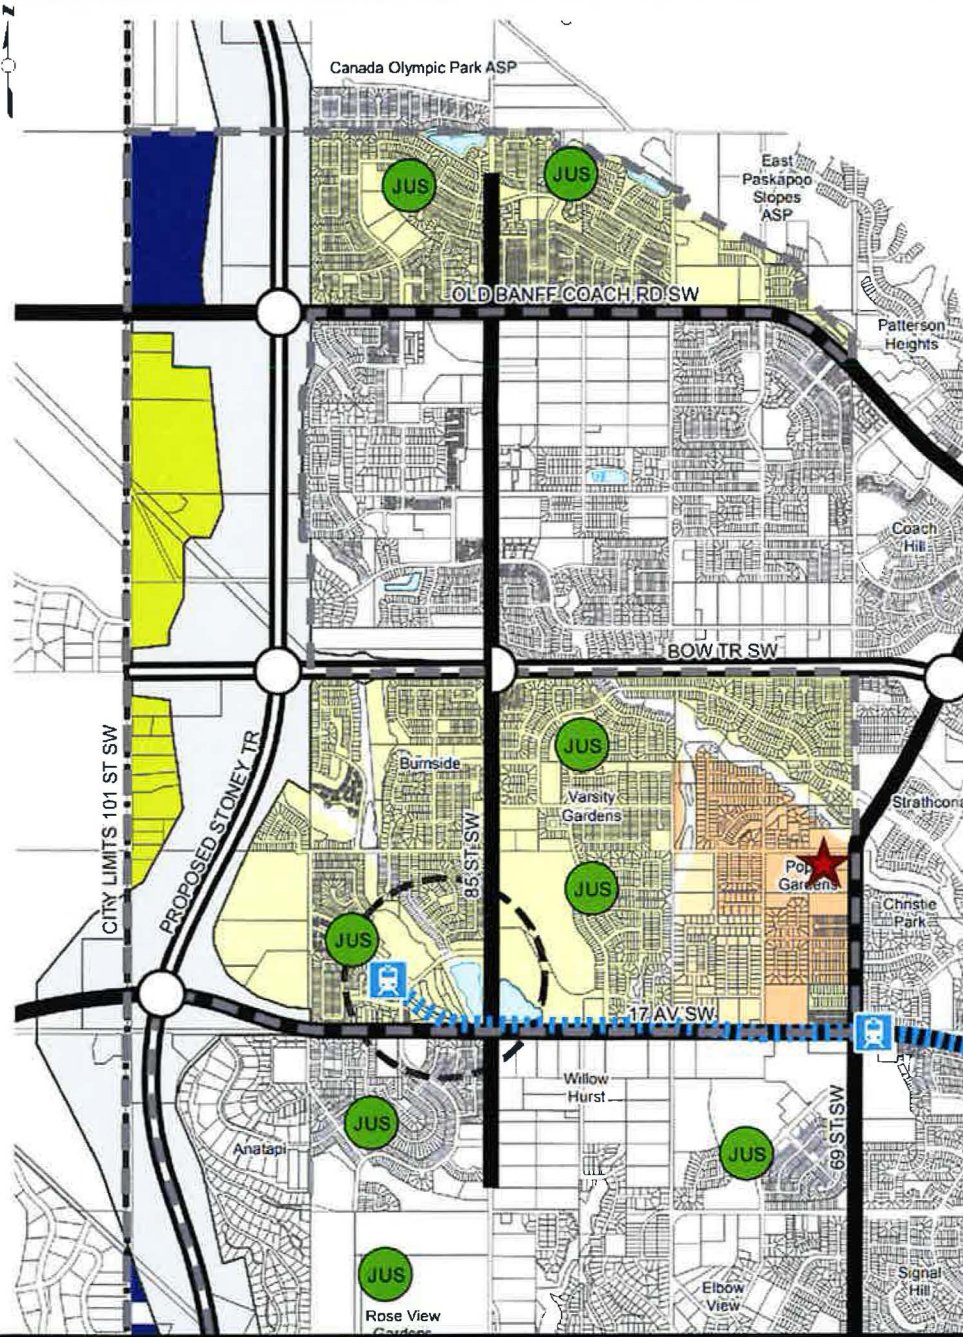 N
Canada Olympic Park ASP
JUS
JUS
East
Paskapoo
Slopes
ASP
OLD BANFF COACH RD SW
Patterson
Heights
Coach
Hill
BOW TR SW
CITY LIMITS 101 ST SW
PROPOSED STONEY TR
Burnside
85 ST SW
JUS
Varsity
Gardens
JUS
Strathcona
Gardens
Christie
Park
JUS
17 AV SW
Willow
Hurst
JUS
Anatapi
JUS
69 ST SW
JUS
Rose View
Gardens
Elbow
View
Signal
Hill